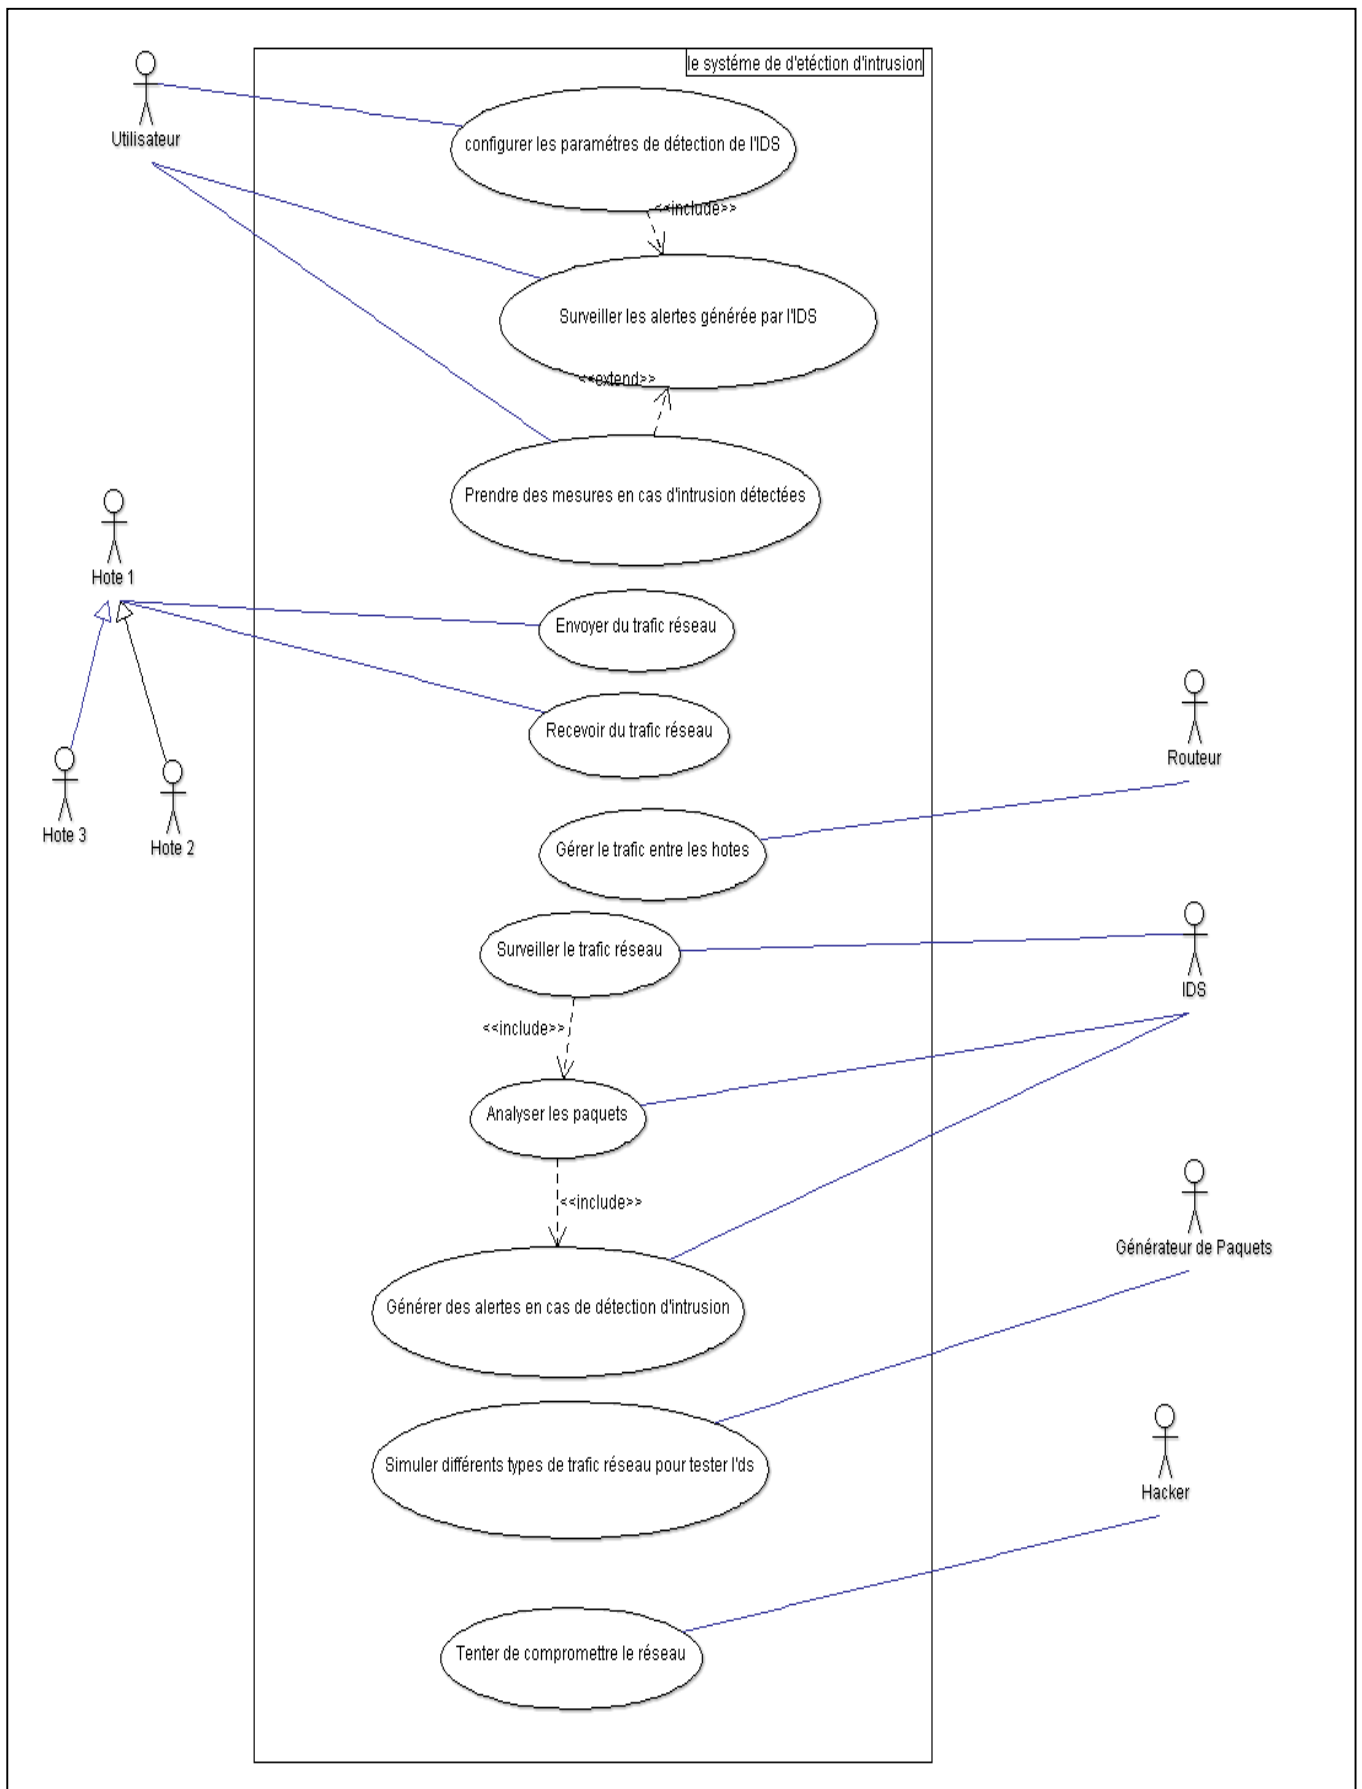 le systéme de d'etéction d'intrusion
Utilisateur
configurer les paramétres de détection de l'IDS
<<include>>
Surveiller les alertes générée par l'IDS
<<extend>>
Prendre des mesures en cas d'intrusion détectées
Hote 1
Envoyer du trafic réseau
Recevoir du trafic réseau
Routeur
Hote 3
Hote 2
Gérer le trafic entre les hotes
Surveiller le trafic réseau
IDS
<<include>>
Analyser les paquets
<<include>>
Générateur de Paquets
Générer des alertes en cas de détection d'intrusion
Simuler différents types de trafic réseau pour tester l'ds
Hacker
Tenter de compromettre le réseau